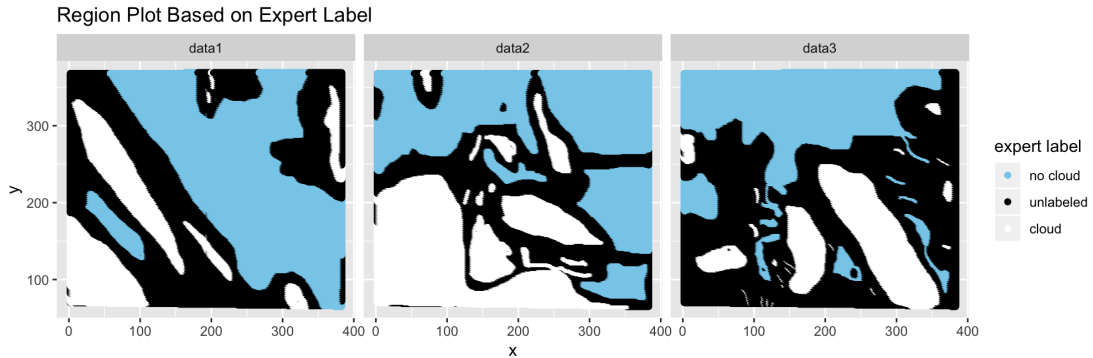 Region Plot Based on Expert Label
data1 data2 data3
y
300
200
100
0 100 200 300 400 0 100 200 300 400 0 100 200 300 400
x
expert label
no cloud
unlabeled
cloud